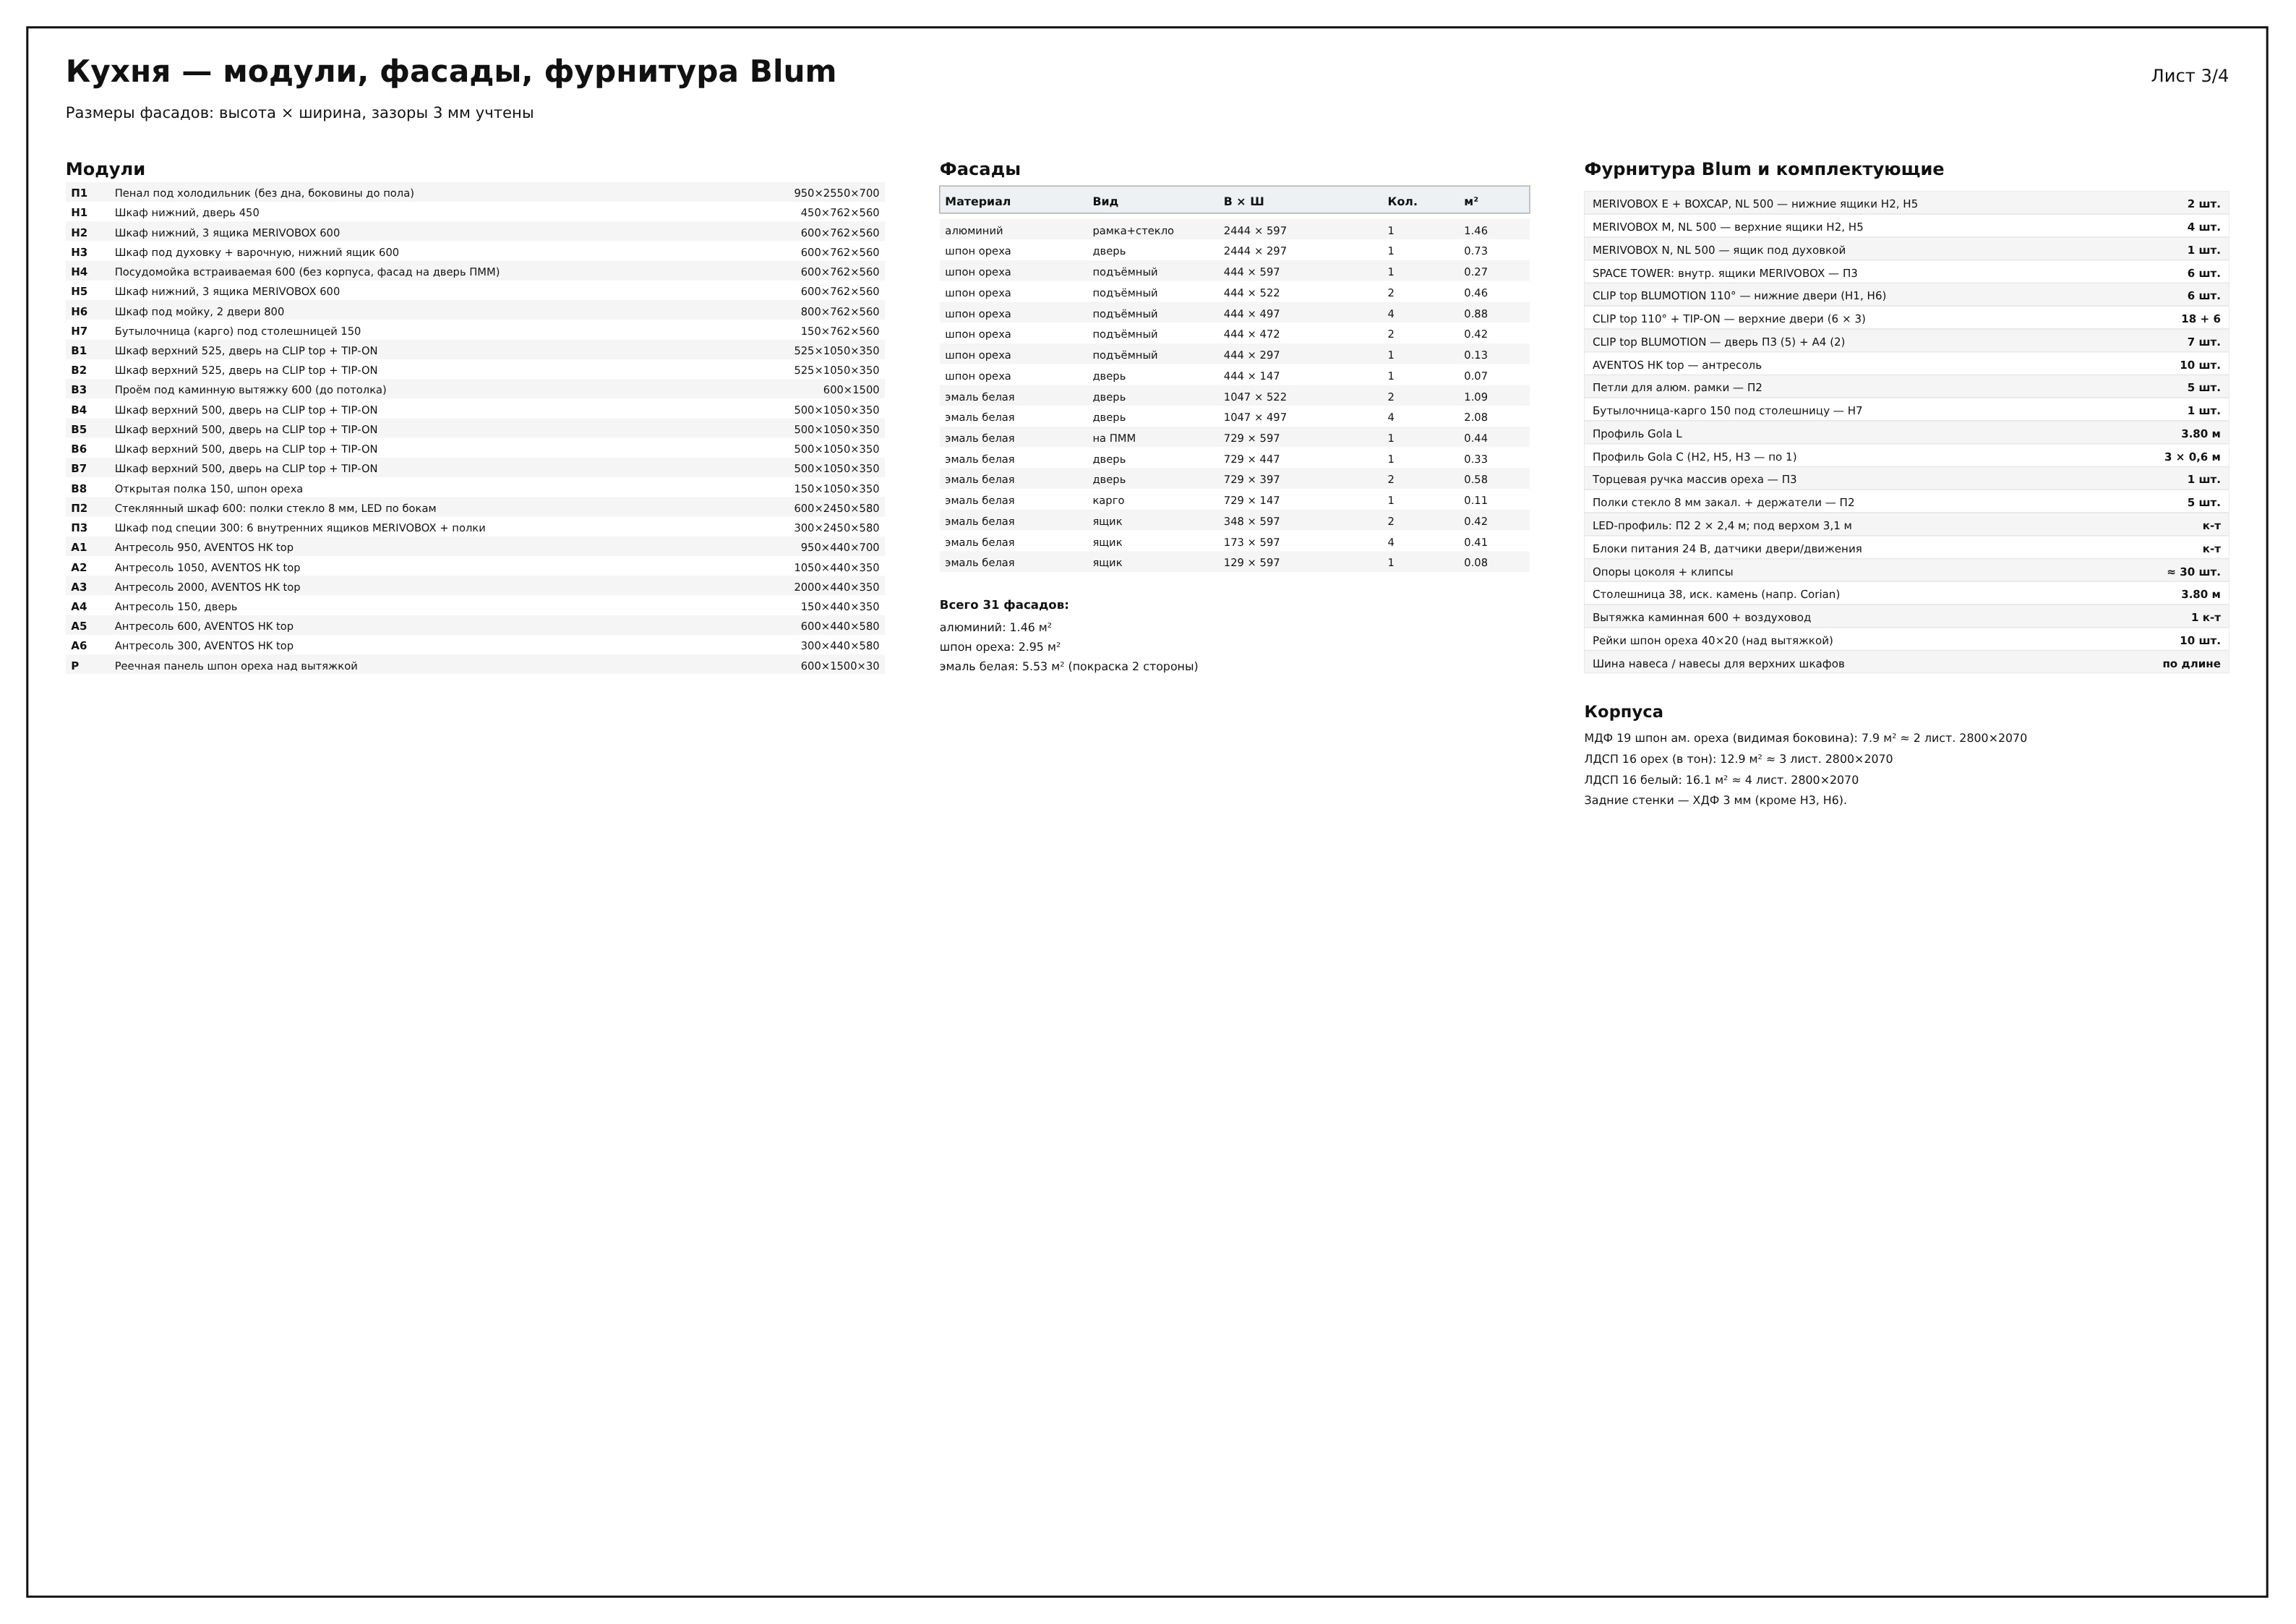 Кухня — модули, фасады, фурнитура Blum
Лист 3/4
Размеры фасадов: высота × ширина, зазоры 3 мм учтены
Модули
П1 Пенал под холодильник (без дна, боковины до пола) 950×2550×700
Н1 Шкаф нижний, дверь 450 450×762×560
Н2 Шкаф нижний, 3 ящика MERIVOBOX 600 600×762×560
Н3 Шкаф под духовку + варочную, нижний ящик 600 600×762×560
Н4 Посудомойка встраиваемая 600 (без корпуса, фасад на дверь ПММ) 600×762×560
Н5 Шкаф нижний, 3 ящика MERIVOBOX 600 600×762×560
Н6 Шкаф под мойку, 2 двери 800 800×762×560
Н7 Бутылочница (карго) под столешницей 150 150×762×560
В1 Шкаф верхний 525, дверь на CLIP top + TIP-ON 525×1050×350
В2 Шкаф верхний 525, дверь на CLIP top + TIP-ON 525×1050×350
В3 Проём под каминную вытяжку 600 (до потолка) 600×1500
В4 Шкаф верхний 500, дверь на CLIP top + TIP-ON 500×1050×350
В5 Шкаф верхний 500, дверь на CLIP top + TIP-ON 500×1050×350
В6 Шкаф верхний 500, дверь на CLIP top + TIP-ON 500×1050×350
В7 Шкаф верхний 500, дверь на CLIP top + TIP-ON 500×1050×350
В8 Открытая полка 150, шпон ореха 150×1050×350
П2 Стеклянный шкаф 600: полки стекло 8 мм, LED по бокам 600×2450×580
П3 Шкаф под специи 300: 6 внутренних ящиков MERIVOBOX + полки 300×2450×580
А1 Антресоль 950, AVENTOS HK top 950×440×700
А2 Антресоль 1050, AVENTOS HK top 1050×440×350
А3 Антресоль 2000, AVENTOS HK top 2000×440×350
А4 Антресоль 150, дверь 150×440×350
А5 Антресоль 600, AVENTOS HK top 600×440×580
А6 Антресоль 300, AVENTOS HK top 300×440×580
Р Реечная панель шпон ореха над вытяжкой 600×1500×30
Фасады
Материал Вид В × Ш Кол. м²
алюминий рамка+стекло 2444 × 597 1 1.46
шпон ореха дверь 2444 × 297 1 0.73
шпон ореха подъёмный 444 × 597 1 0.27
шпон ореха подъёмный 444 × 522 2 0.46
шпон ореха подъёмный 444 × 497 4 0.88
шпон ореха подъёмный 444 × 472 2 0.42
шпон ореха подъёмный 444 × 297 1 0.13
шпон ореха дверь 444 × 147 1 0.07
эмаль белая дверь 1047 × 522 2 1.09
эмаль белая дверь 1047 × 497 4 2.08
эмаль белая на ПММ 729 × 597 1 0.44
эмаль белая дверь 729 × 447 1 0.33
эмаль белая дверь 729 × 397 2 0.58
эмаль белая карго 729 × 147 1 0.11
эмаль белая ящик 348 × 597 2 0.42
эмаль белая ящик 173 × 597 4 0.41
эмаль белая ящик 129 × 597 1 0.08
Всего 31 фасадов:
алюминий: 1.46 м²
шпон ореха: 2.95 м²
эмаль белая: 5.53 м² (покраска 2 стороны)
Фурнитура Blum и комплектующие
MERIVOBOX E + BOXCAP, NL 500 — нижние ящики Н2, Н5 2 шт.
MERIVOBOX M, NL 500 — верхние ящики Н2, Н5 4 шт.
MERIVOBOX N, NL 500 — ящик под духовкой 1 шт.
SPACE TOWER: внутр. ящики MERIVOBOX — П3 6 шт.
CLIP top BLUMOTION 110° — нижние двери (Н1, Н6) 6 шт.
CLIP top 110° + TIP-ON — верхние двери (6 × 3) 18 + 6
CLIP top BLUMOTION — дверь П3 (5) + А4 (2) 7 шт.
AVENTOS HK top — антресоль 10 шт.
Петли для алюм. рамки — П2 5 шт.
Бутылочница-карго 150 под столешницу — Н7 1 шт.
Профиль Gola L 3.80 м
Профиль Gola C (Н2, Н5, Н3 — по 1) 3 × 0,6 м
Торцевая ручка массив ореха — П3 1 шт.
Полки стекло 8 мм закал. + держатели — П2 5 шт.
LED-профиль: П2 2 × 2,4 м; под верхом 3,1 м к-т
Блоки питания 24 В, датчики двери/движения к-т
Опоры цоколя + клипсы ≈ 30 шт.
Столешница 38, иск. камень (напр. Corian) 3.80 м
Вытяжка каминная 600 + воздуховод 1 к-т
Рейки шпон ореха 40×20 (над вытяжкой) 10 шт.
Шина навеса / навесы для верхних шкафов по длине
Корпуса
МДФ 19 шпон ам. ореха (видимая боковина): 7.9 м² ≈ 2 лист. 2800×2070
ЛДСП 16 орех (в тон): 12.9 м² ≈ 3 лист. 2800×2070
ЛДСП 16 белый: 16.1 м² ≈ 4 лист. 2800×2070
Задние стенки — ХДФ 3 мм (кроме Н3, Н6).